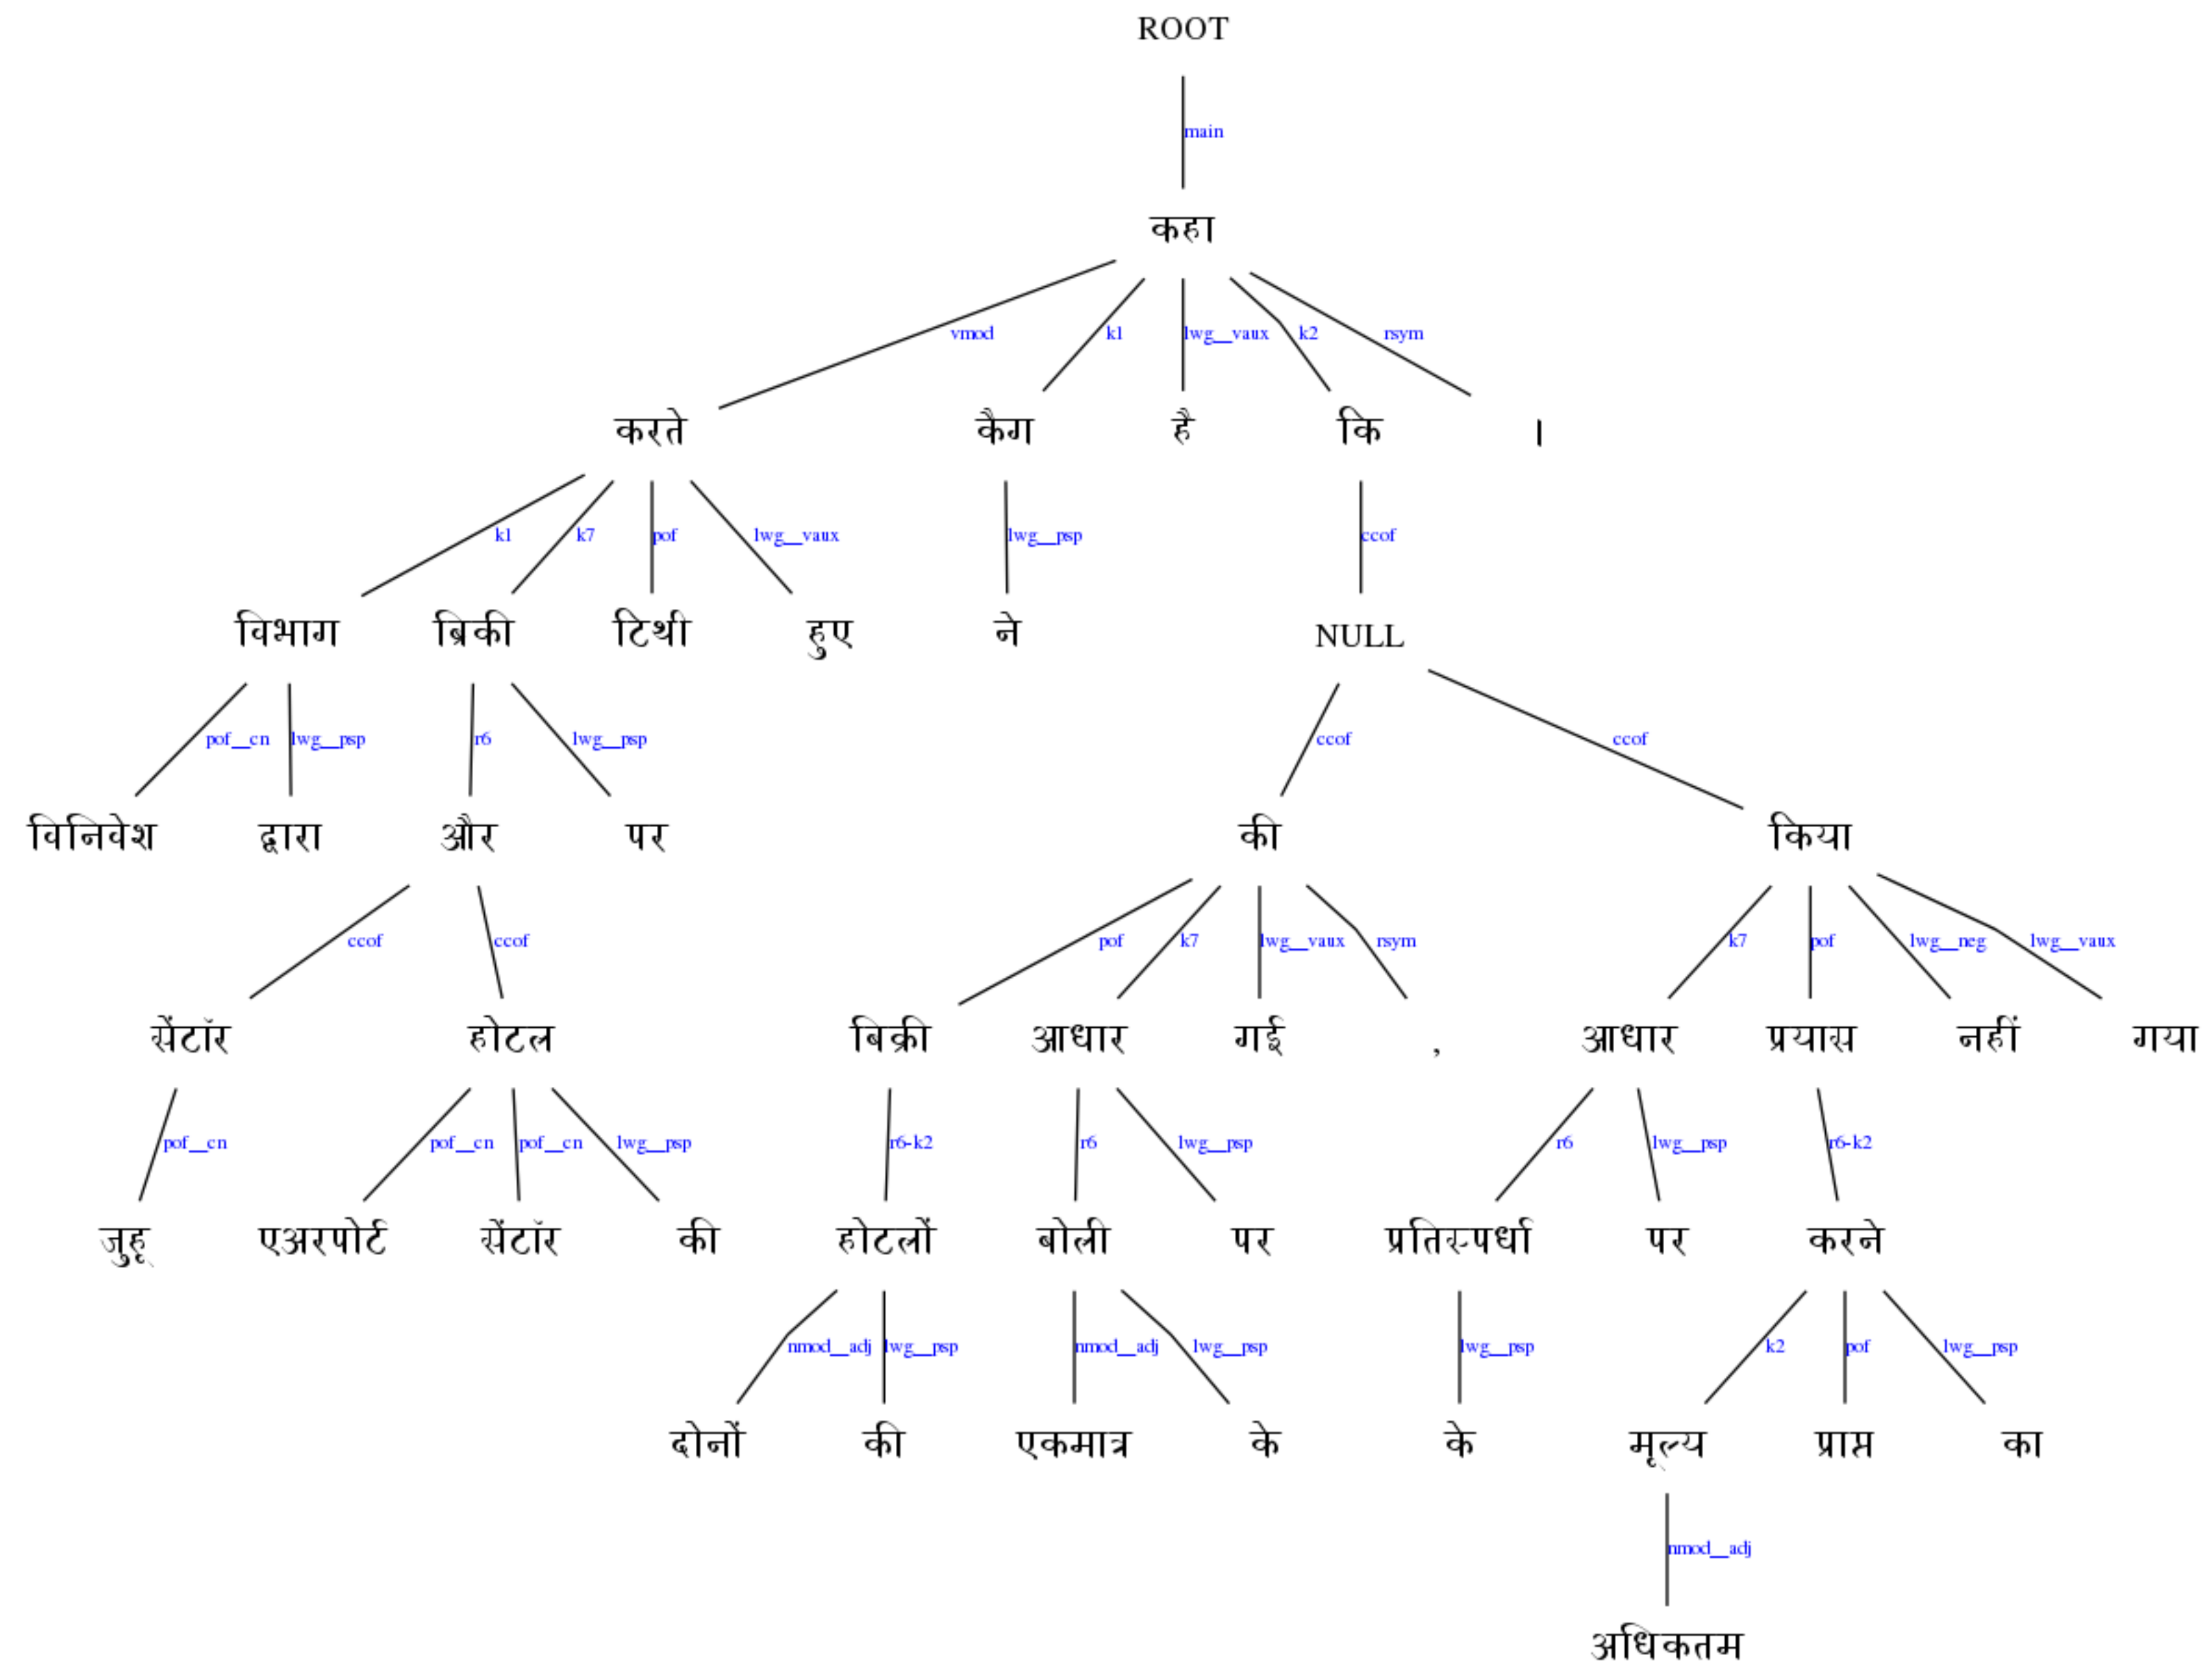 ROOT
main
कहा
vmod k1 lwg__vaux k2 rsym
करते कैग है कि ।
k1 k7 pof lwg__vaux lwg__psp ccof
विभाग ब्रिकी टिथी हुए ने NULL
pof__cn lwg__psp r6 lwg__psp ccof ccof
विनिवेश द्वारा और पर की किया
ccof ccof pof k7 lwg__vaux rsym k7 pof lwg__neg lwg__vaux
सेंटॉर होटल बिक्री आधार गई , आधार प्रयास नहीं गया
pof__cn pof__cn pof__cn lwg__psp r6-k2 r6 lwg__psp r6 lwg__psp r6-k2
जुहू एअरपोर्ट सेंटॉर की होटलों बोली पर प्रतिस्पर्धा पर करने
nmod__adj lwg__psp nmod__adj lwg__psp lwg__psp k2 pof lwg__psp
दोनों की एकमात्र के के मूल्य प्राप्त का
nmod__adj
अधिकतम